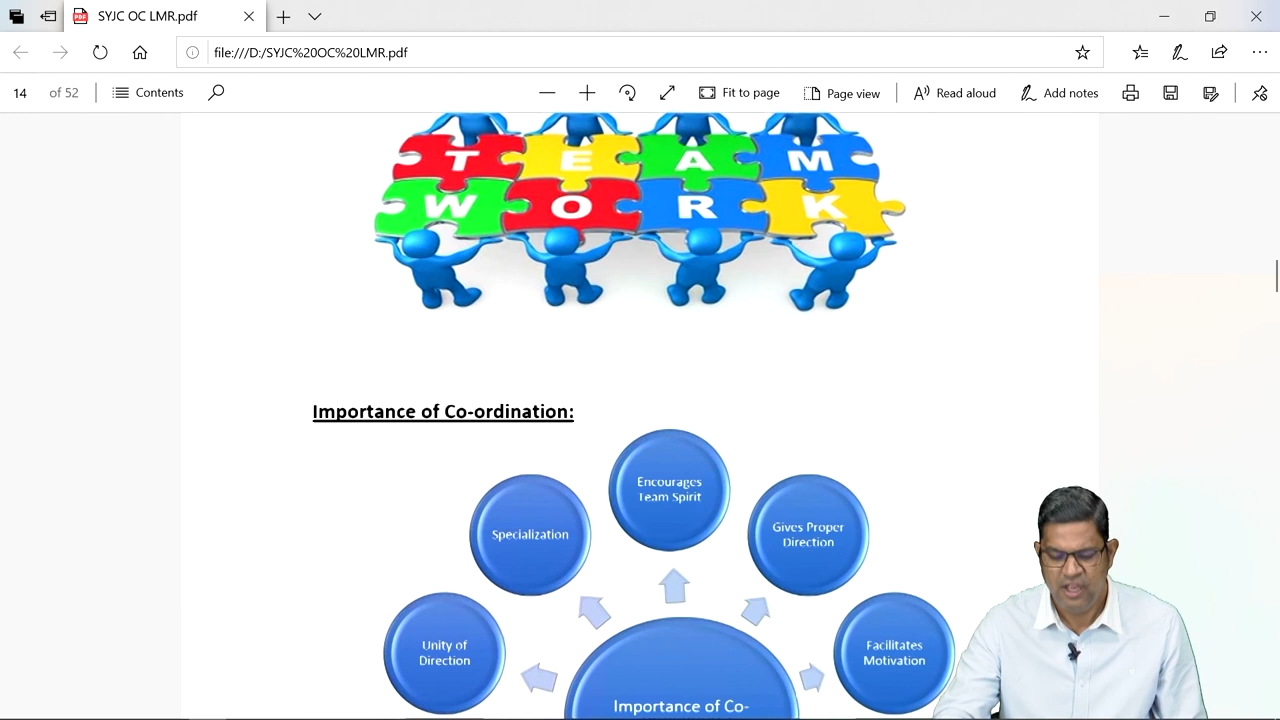 SYJC OC LMR.pdf
file:///D:/SYJC%20OC%20LMR.pdf
14 of 52 Contents Fit to page Page view Read aloud Add notes
TEAM
WORK
Importance of Co-ordination:
Encourages
Team Spirit
Specialization
Gives Proper
Direction
Unity of
Direction
Facilitates
Motivation
Importance of Co-